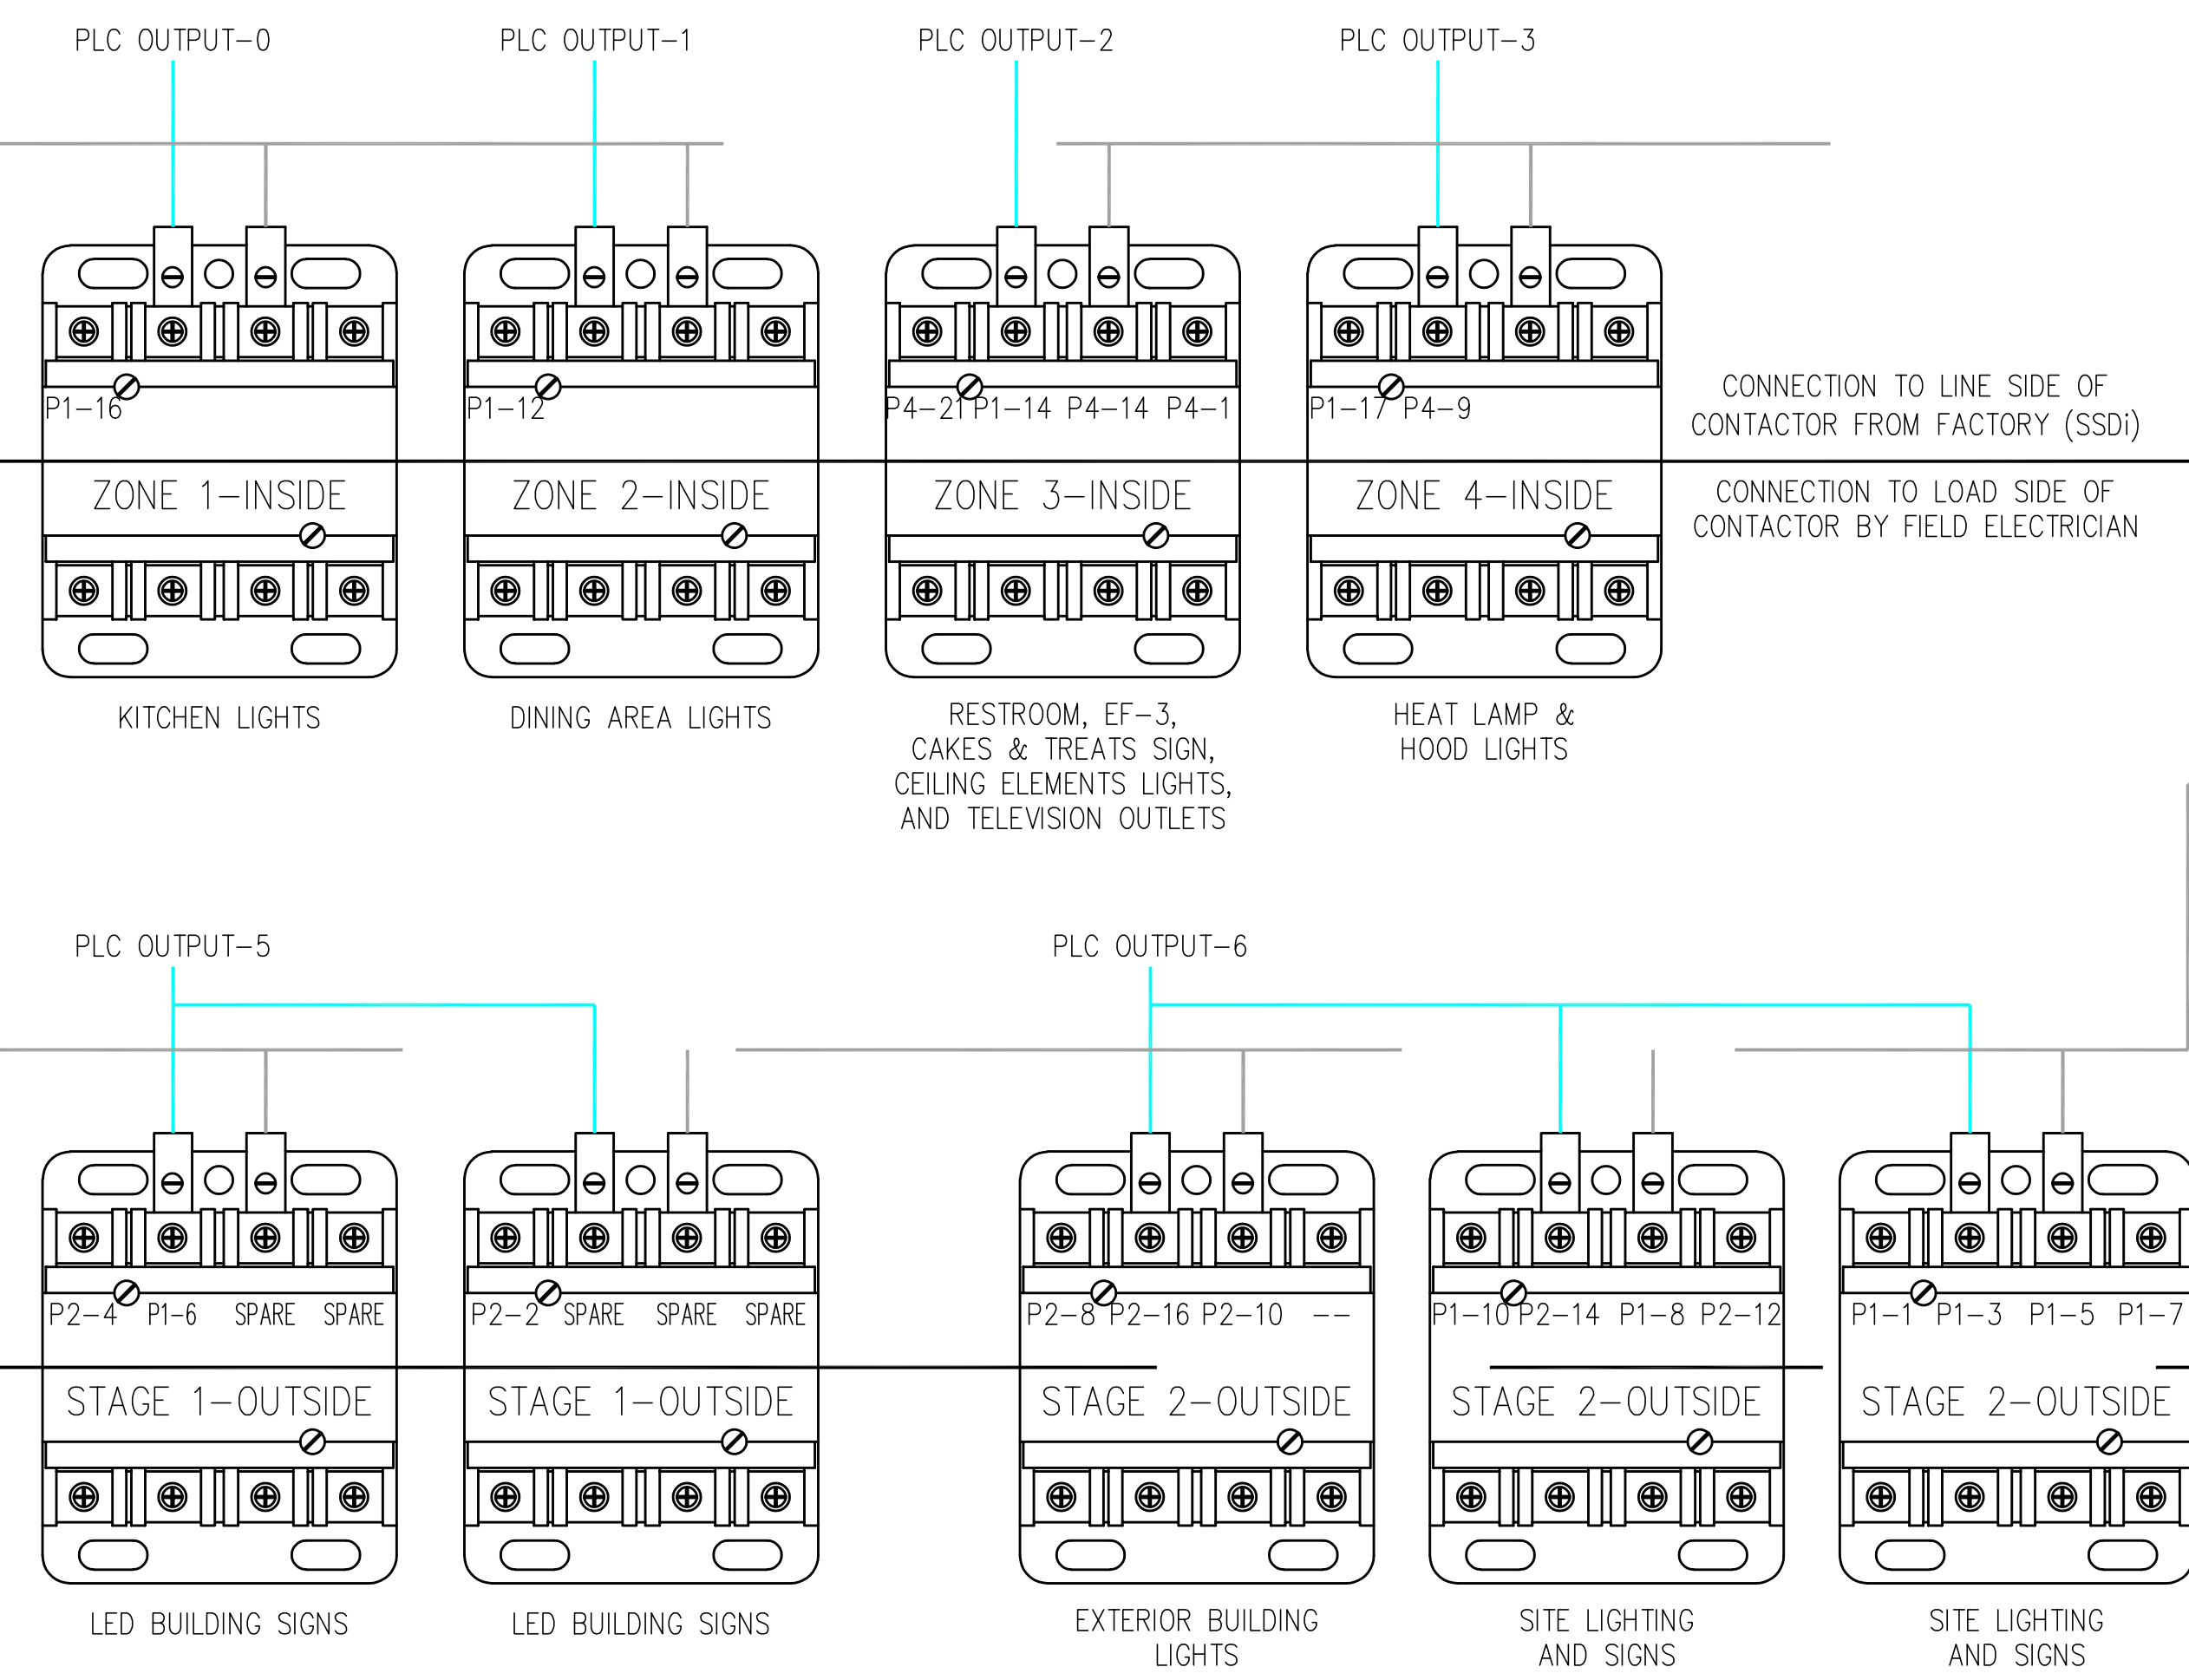 PLC OUTPUT-0
PLC OUTPUT-1
PLC OUTPUT-2
PLC OUTPUT-3
P1-16
P1-12
P4-21 P1-14 P4-14 P4-1
P1-17 P4-9
CONNECTION TO LINE SIDE OF
CONTACTOR FROM FACTORY (SSDi)
ZONE 1-INSIDE
ZONE 2-INSIDE
ZONE 3-INSIDE
ZONE 4-INSIDE
CONNECTION TO LOAD SIDE OF
CONTACTOR BY FIELD ELECTRICIAN
KITCHEN LIGHTS
DINING AREA LIGHTS
RESTROOM, EF-3,
CAKES & TREATS SIGN,
CEILING ELEMENTS LIGHTS,
AND TELEVISION OUTLETS
HEAT LAMP &
HOOD LIGHTS
PLC OUTPUT-5
PLC OUTPUT-6
P2-4 P1-6 SPARE SPARE
P2-2 SPARE SPARE SPARE
P2-8 P2-16 P2-10 --
P1-10 P2-14 P1-8 P2-12
P1-1 P1-3 P1-5 P1-7
STAGE 1-OUTSIDE
STAGE 1-OUTSIDE
STAGE 2-OUTSIDE
STAGE 2-OUTSIDE
STAGE 2-OUTSIDE
LED BUILDING SIGNS
LED BUILDING SIGNS
EXTERIOR BUILDING
LIGHTS
SITE LIGHTING
AND SIGNS
SITE LIGHTING
AND SIGNS